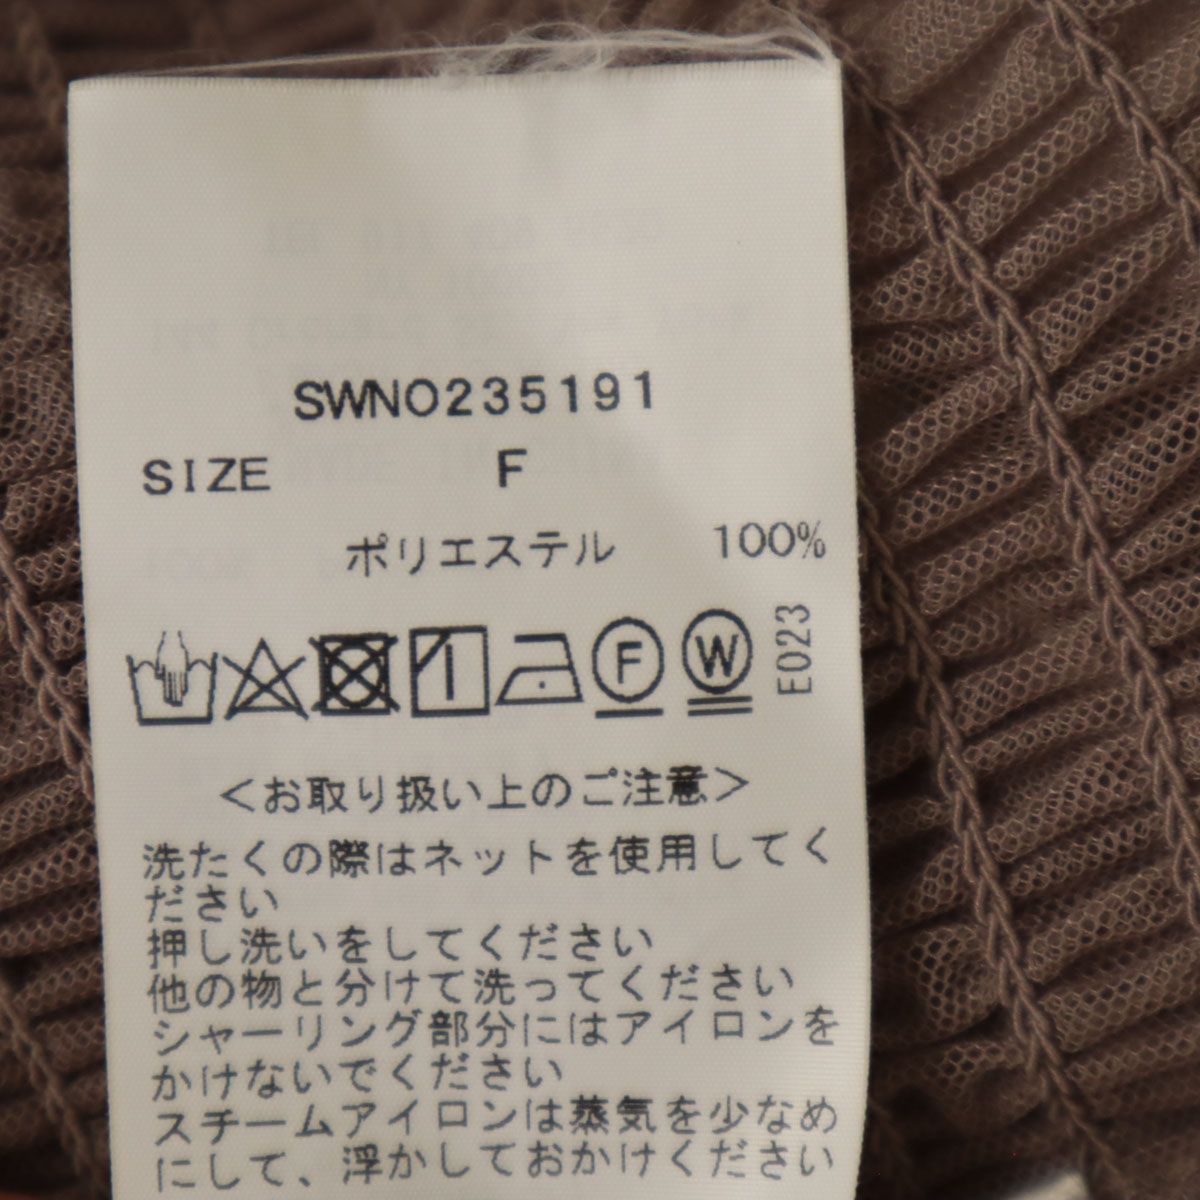 SWNO235191
SIZE F
ポリエステル 100%
F
W
E023
＜お取り扱い上のご注意＞
洗たくの際はネットを使用してく
ださい
押し洗いをしてください
他の物と分けて洗ってください
シャーリング部分にはアイロンを
かけないでください
スチームアイロンは蒸気を少なめ
にして、浮かしておかけください